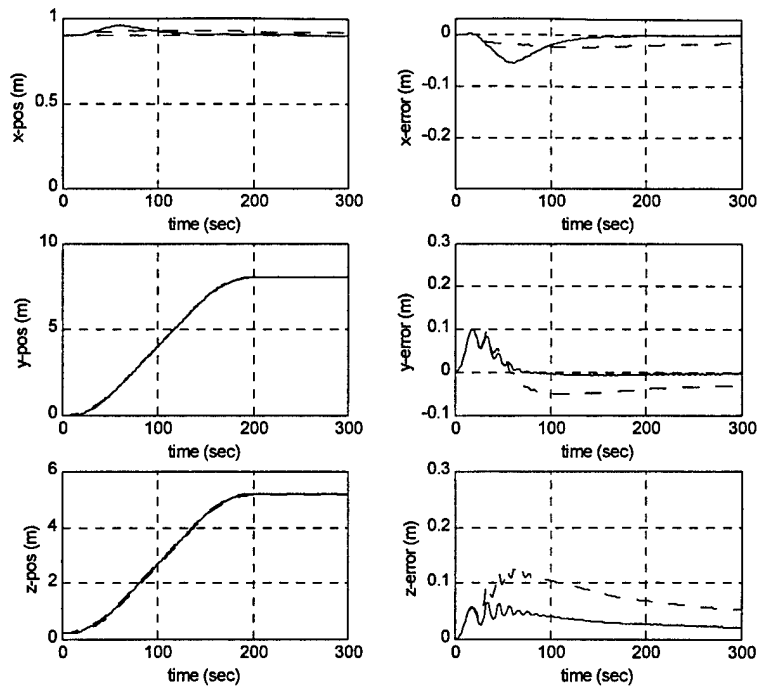 1
0.5
0
x-pos (m)
0 100 200 300
time (sec)
0
-0.1
-0.2
x-error (m)
0 100 200 300
time (sec)
10
5
0
y-pos (m)
0 100 200 300
time (sec)
0.3
0.2
0.1
0
-0.1
y-error (m)
0 100 200 300
time (sec)
6
4
2
0
z-pos (m)
0 100 200 300
time (sec)
0.3
0.2
0.1
0
z-error (m)
0 100 200 300
time (sec)